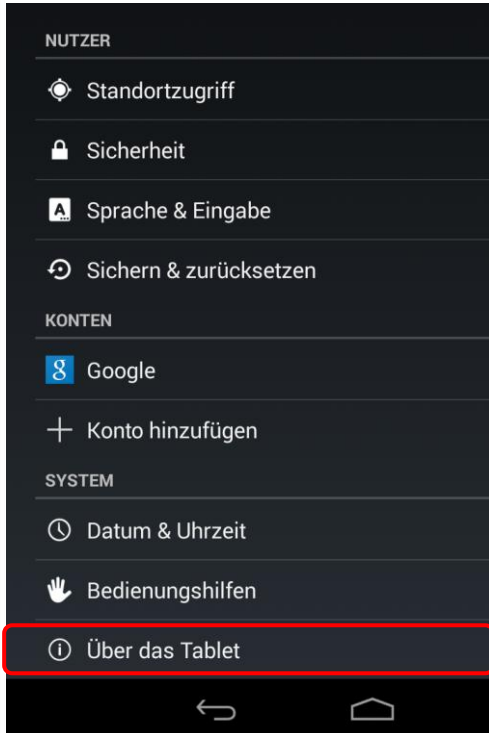 NUTZER
Standortzugriff
Sicherheit
Sprache & Eingabe
Sichern & zurücksetzen
KONTEN
Google
Konto hinzufügen
SYSTEM
Datum & Uhrzeit
Bedienungshilfen
Über das Tablet